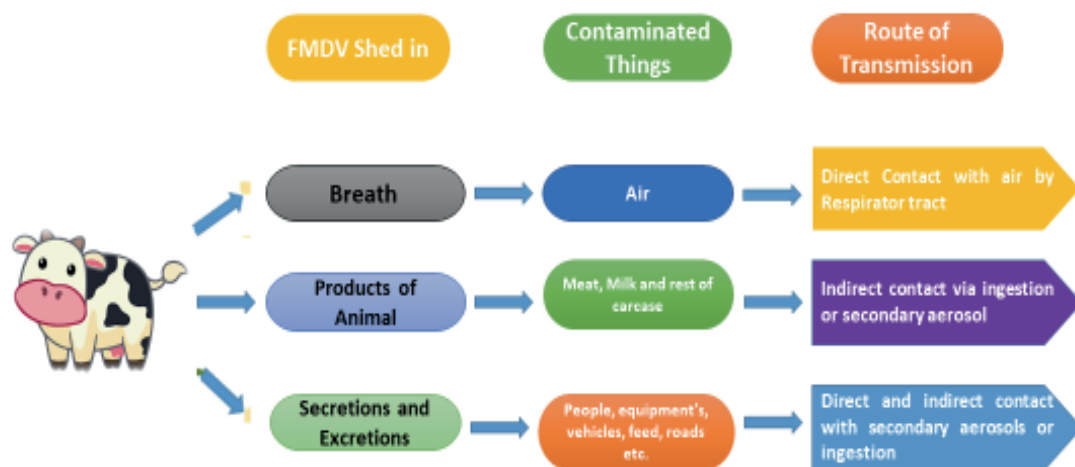 FMDV Shed in
Contaminated
Things
Route of
Transmission
Breath
Air
Direct Contact with air by
Respirator tract
Products of
Animal
Meat, Milk and rest of
carcase
Indirect contact via ingestion
or secondary aerosol
Secretions and
Excretions
People, equipment's,
vehicles, feed, roads
etc.
Direct and indirect contact
with secondary aerosols or
ingestion